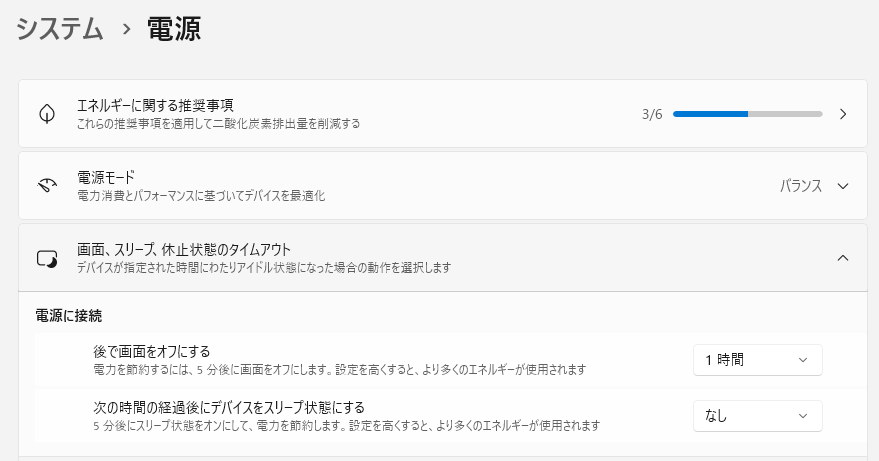 システム › 電源
エネルギーに関する推奨事項
これらの推奨事項を適用して二酸化炭素排出量を削減する
3/6
電源モード
電力消費とパフォーマンスに基づいてデバイスを最適化
バランス
画面、スリープ、休止状態のタイムアウト
デバイスが指定された時間にわたりアイドル状態になった場合の動作を選択します
電源に接続
後で画面をオフにする
電力を節約するには、5 分後に画面をオフにします。設定を高くすると、より多くのエネルギーが使用されます
1 時間
次の時間の経過後にデバイスをスリープ状態にする
5 分後にスリープ状態をオンにして、電力を節約します。設定を高くすると、より多くのエネルギーが使用されます
なし